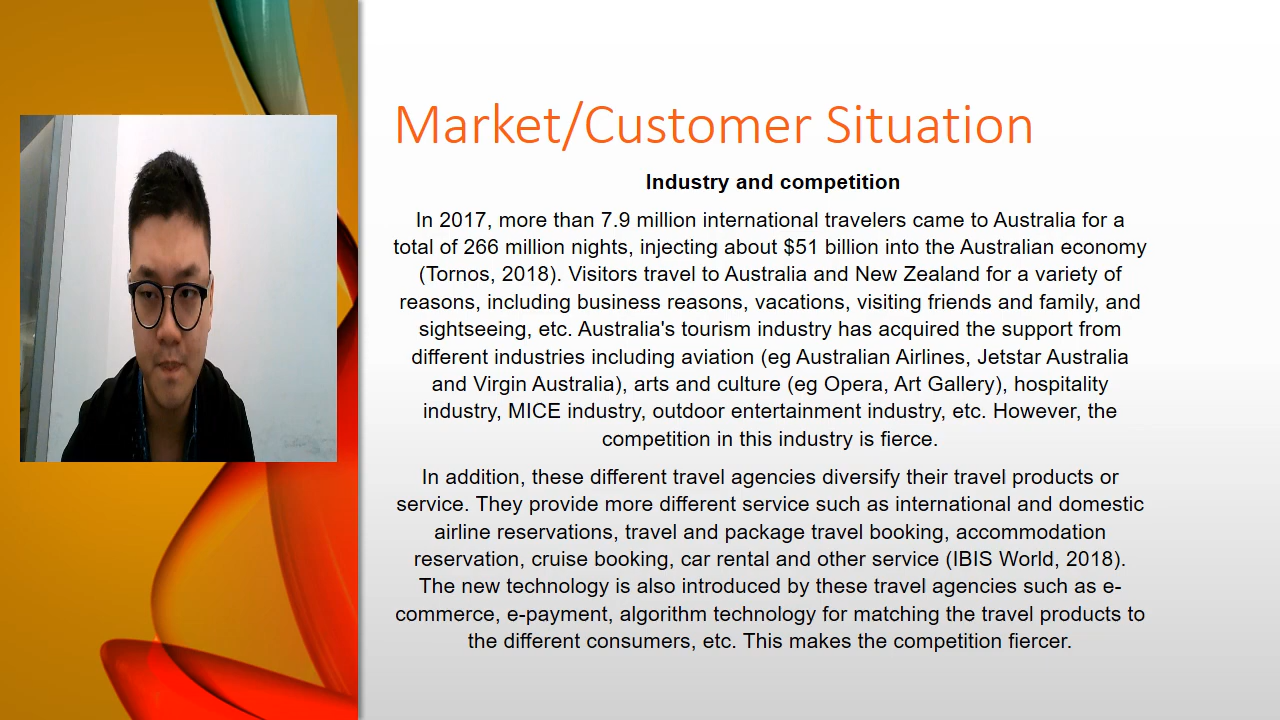 Market/Customer Situation
Industry and competition
In 2017, more than 7.9 million international travelers came to Australia for a
total of 266 million nights, injecting about $51 billion into the Australian economy
(Tornos, 2018). Visitors travel to Australia and New Zealand for a variety of
reasons, including business reasons, vacations, visiting friends and family, and
sightseeing, etc. Australia's tourism industry has acquired the support from
different industries including aviation (eg Australian Airlines, Jetstar Australia
and Virgin Australia), arts and culture (eg Opera, Art Gallery), hospitality
industry, MICE industry, outdoor entertainment industry, etc. However, the
competition in this industry is fierce.
In addition, these different travel agencies diversify their travel products or
service. They provide more different service such as international and domestic
airline reservations, travel and package travel booking, accommodation
reservation, cruise booking, car rental and other service (IBIS World, 2018).
The new technology is also introduced by these travel agencies such as e-
commerce, e-payment, algorithm technology for matching the travel products to
the different consumers, etc. This makes the competition fiercer.